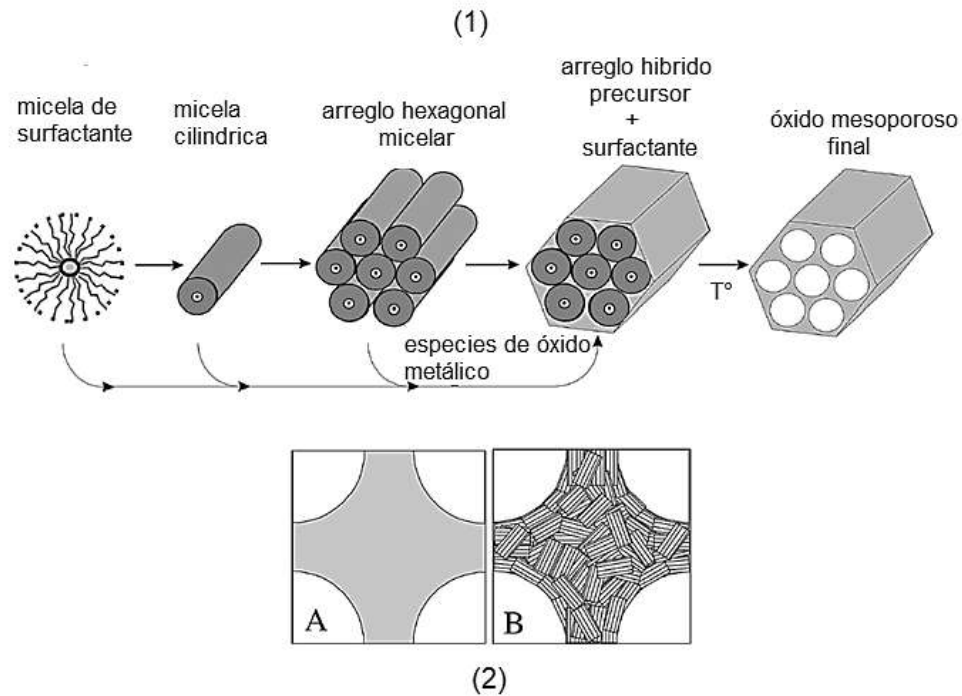 (1)
micela de
surfactante
micela
cilindrica
arreglo hexagonal
micelar
arreglo hibrido
precursor
+
surfactante
óxido mesoporoso
final
T°
especies de óxido
metálico
A
B
(2)